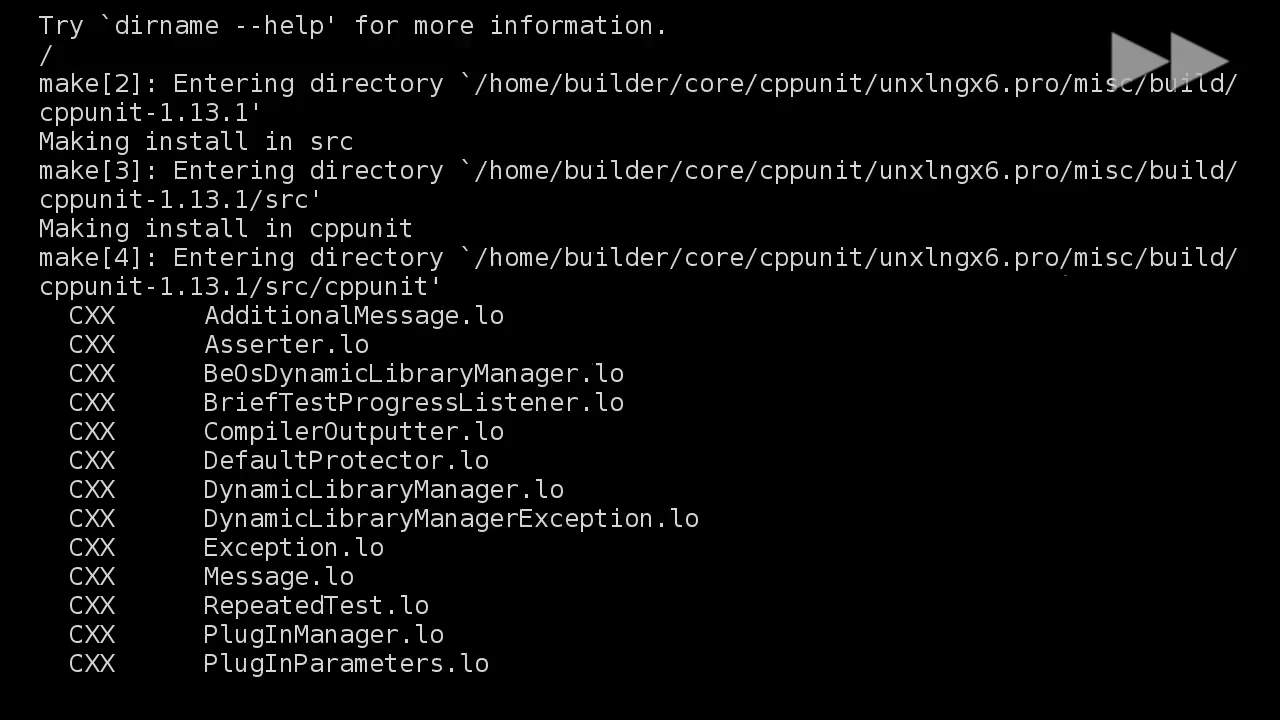 Try `dirname --help' for more information.
/
make[2]: Entering directory `/home/builder/core/cppunit/unxlngx6.pro/misc/build/
cppunit-1.13.1'
Making install in src
make[3]: Entering directory `/home/builder/core/cppunit/unxlngx6.pro/misc/build/
cppunit-1.13.1/src'
Making install in cppunit
make[4]: Entering directory `/home/builder/core/cppunit/unxlngx6.pro/misc/build/
cppunit-1.13.1/src/cppunit'
  CXX      AdditionalMessage.lo
  CXX      Asserter.lo
  CXX      BeOsDynamicLibraryManager.lo
  CXX      BriefTestProgressListener.lo
  CXX      CompilerOutputter.lo
  CXX      DefaultProtector.lo
  CXX      DynamicLibraryManager.lo
  CXX      DynamicLibraryManagerException.lo
  CXX      Exception.lo
  CXX      Message.lo
  CXX      RepeatedTest.lo
  CXX      PlugInManager.lo
  CXX      PlugInParameters.lo